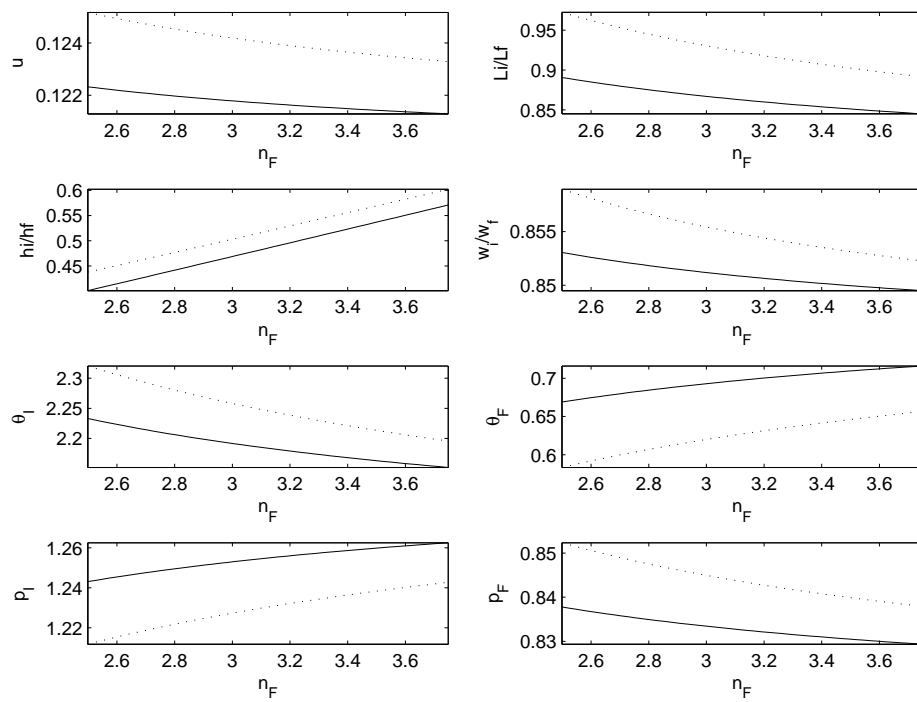 0.124
0.122
u
2.6 2.8 3 3.2 3.4 3.6
n_F
0.95
0.9
0.85
Li/Lf
2.6 2.8 3 3.2 3.4 3.6
n_F
0.6
0.55
0.5
0.45
hi/hf
2.6 2.8 3 3.2 3.4 3.6
n_F
0.855
0.85
w_i/w_f
2.6 2.8 3 3.2 3.4 3.6
n_F
2.3
2.25
2.2
θ_I
2.6 2.8 3 3.2 3.4 3.6
n_F
0.7
0.65
0.6
θ_F
2.6 2.8 3 3.2 3.4 3.6
n_F
1.26
1.24
1.22
p_I
2.6 2.8 3 3.2 3.4 3.6
n_F
0.85
0.84
0.83
p_F
2.6 2.8 3 3.2 3.4 3.6
n_F